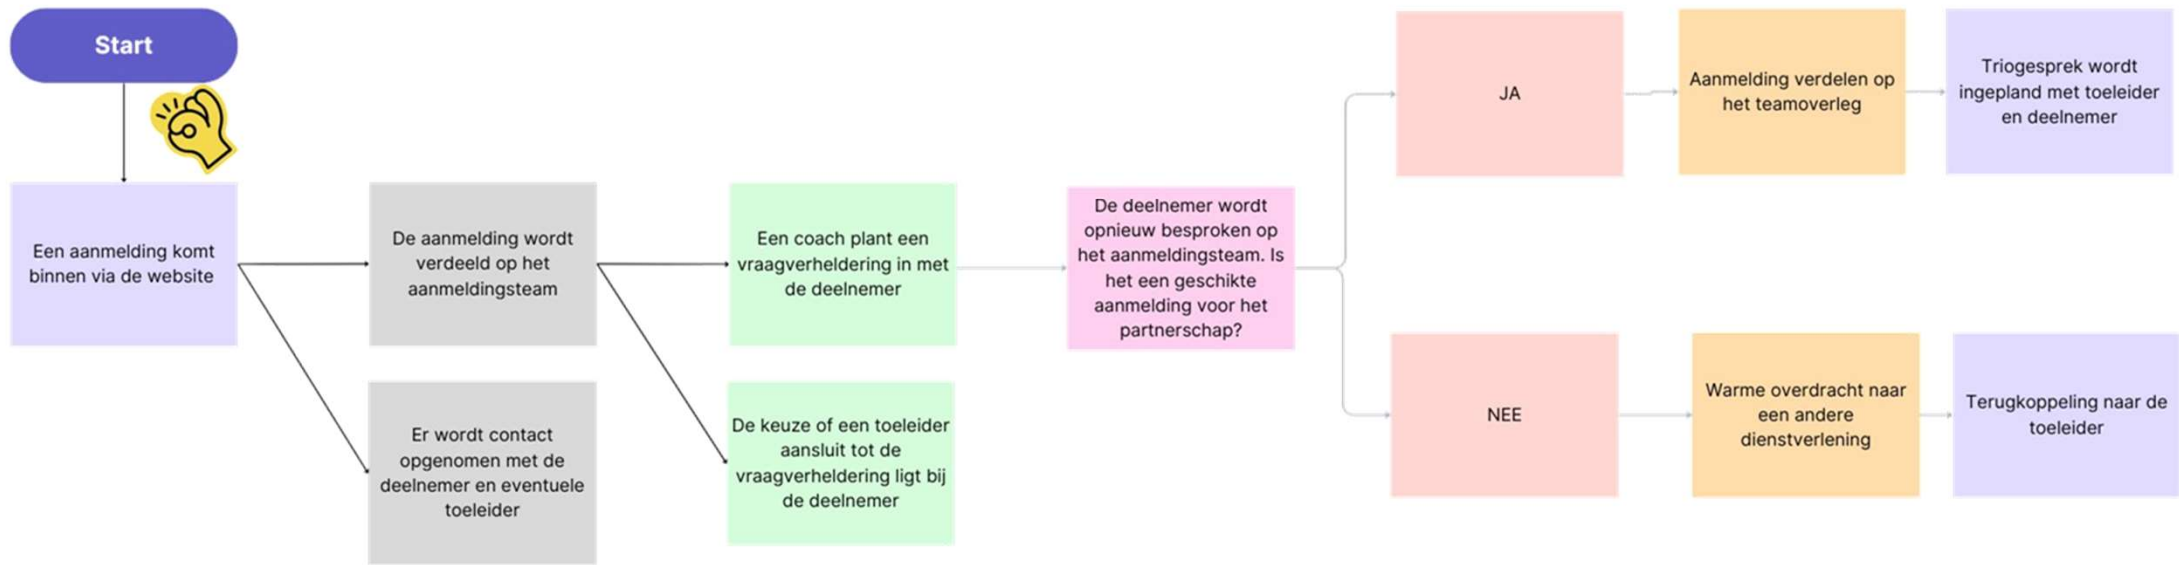 Start
Een aanmelding komt
binnen via de website
De aanmelding wordt
verdeeld op het
aanmeldingsteam
Er wordt contact
opgenomen met de
deelnemer en eventuele
toeleider
Een coach plant een
vraagverheldering in met
de deelnemer
De keuze of een toeleider
aansluit tot de
vraagverheldering ligt bij
de deelnemer
De deelnemer wordt
opnieuw besproken op
het aanmeldingsteam. Is
het een geschikte
aanmelding voor het
partnerschap?
JA
Aanmelding verdelen op
het teamoverleg
Triogesprek wordt
ingepland met toeleider
en deelnemer
NEE
Warme overdracht naar
een andere
dienstverlening
Terugkoppeling naar de
toeleider